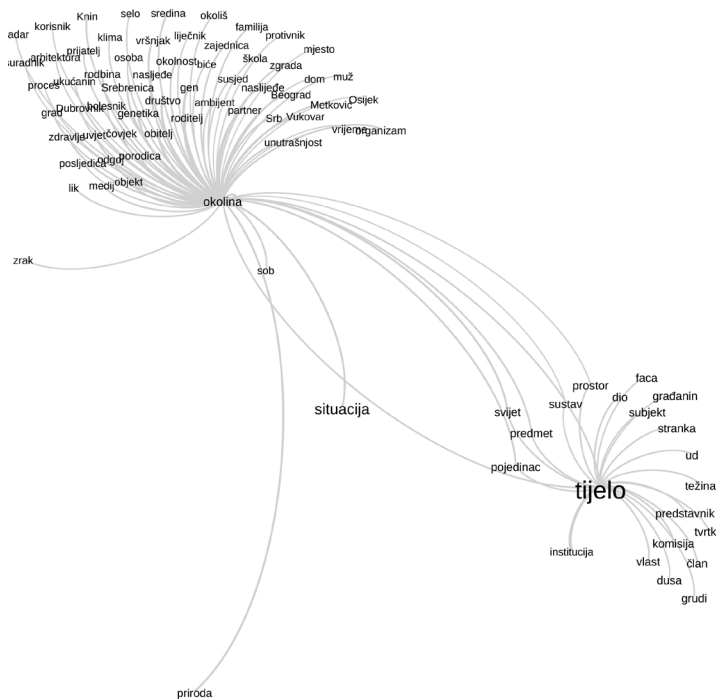 Knin
selo
sredina
okoliš
korisnik
familija
adar
klima
vršnjak
liječnik
protivnik
zajednica
mjesto
suradnik
arhitektura
prijatelj
osoba
okolnost
biće
škola
zgrada
rodbina
nasljeđe
susjed
dom
muž
proces
ukućanin
Srebrenica
gen
naslijeđe
Beograd
Osijek
grad
Dubrovnik
bolesnik
društvo
ambijent
partner
Metković
genetika
roditelj
Srb
Vukovar
zdravlje
uvjet
čovjek
obitelj
vrijeme
organizam
unutrašnjost
posljedica
odgoj
porodica
lik
medij
objekt
okolina
zrak
sob
situacija
prostor
faca
dio
građanin
sustav
subjekt
svijet
stranka
predmet
ud
pojedinac
tijelo
težina
predstavnik
tvrtk
institucija
komisija
vlast
član
dusa
grudi
priroda